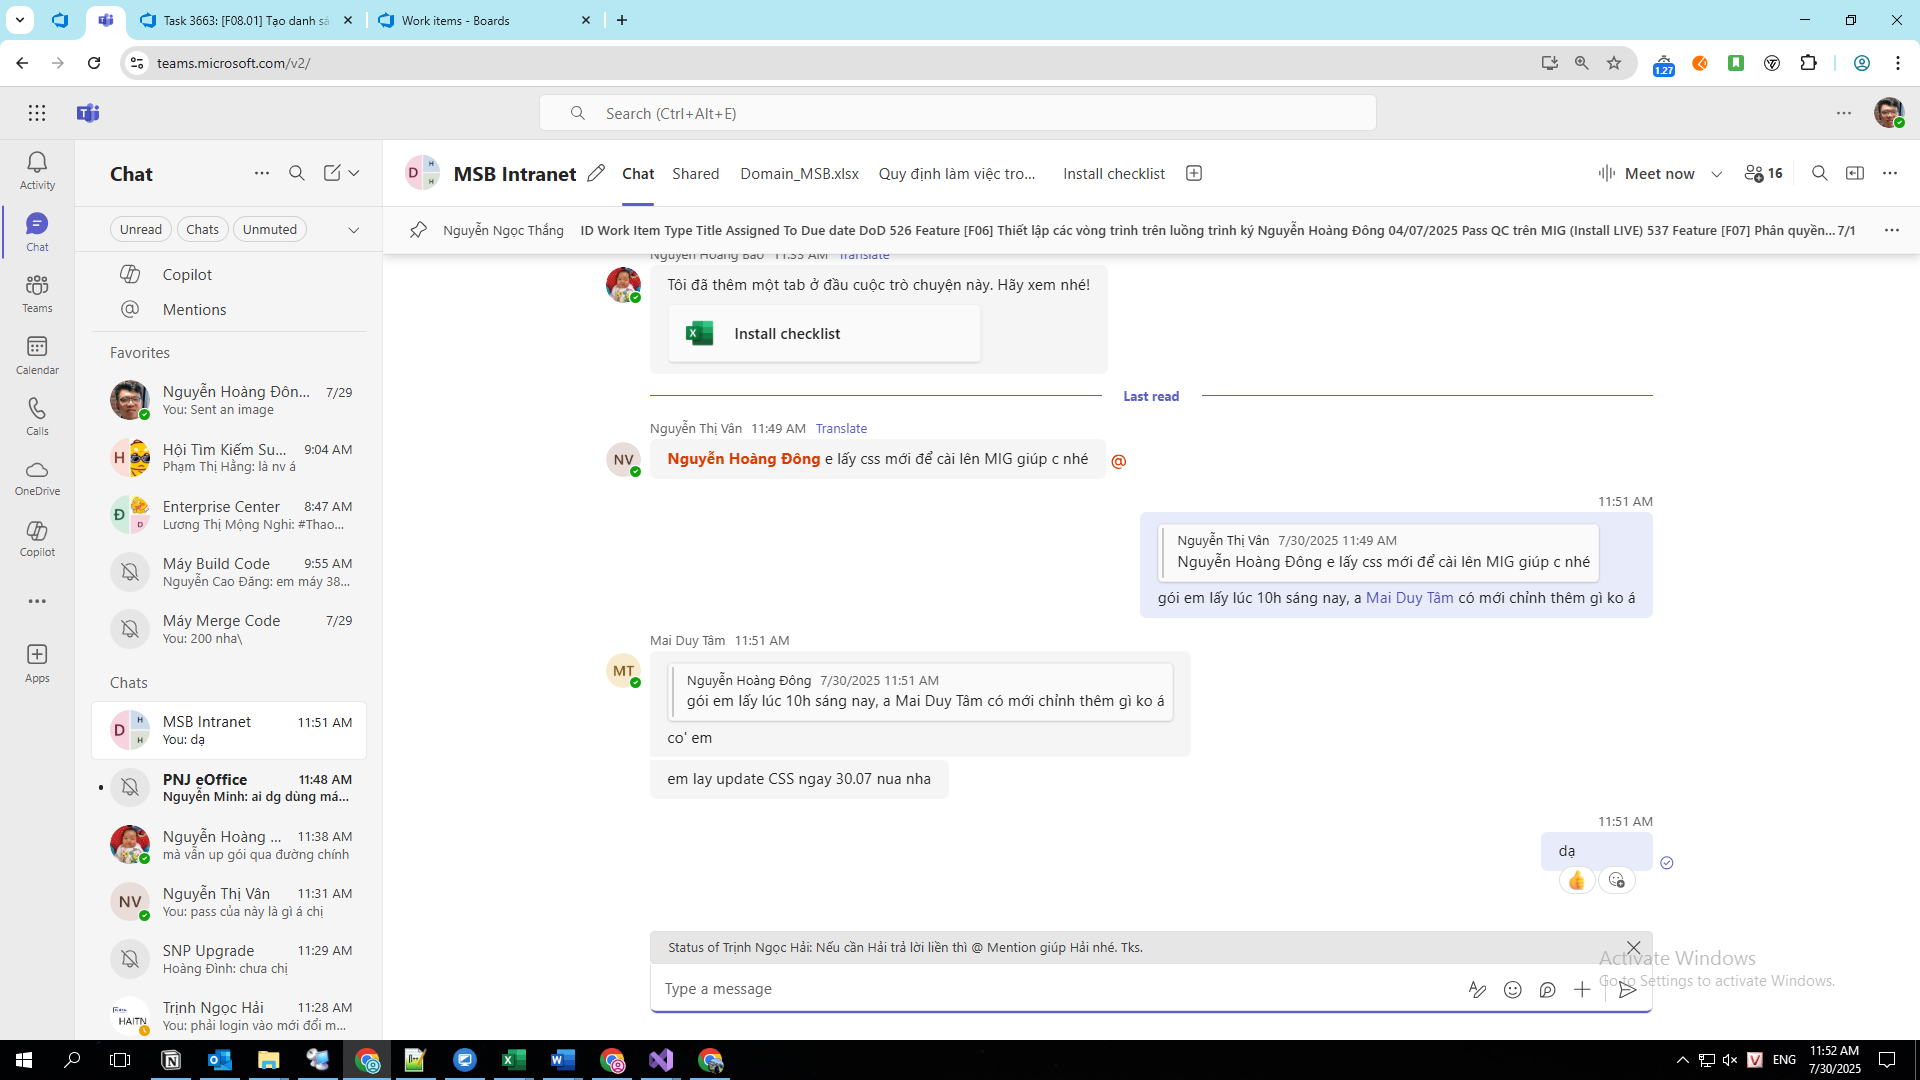 Task 3663: [F08.01] Tạo danh sá
Work items - Boards
teams.microsoft.com/v2/
1.27
Search (Ctrl+Alt+E)
Activity
Chat
Teams
Calendar
Calls
OneDrive
Copilot
Apps
Chat
Unread
Chats
Unmuted
Copilot
Mentions
Favorites
Nguyễn Hoàng Đôn... 7/29
You: Sent an image
H
Hội Tìm Kiếm Su... 9:04 AM
Phạm Thị Hằng: là nv á
Đ D
Enterprise Center 8:47 AM
Lương Thị Mộng Nghi: #Thao...
Máy Build Code 9:55 AM
Nguyễn Cao Đăng: em máy 38...
Máy Merge Code 7/29
You: 200 nha\
Chats
D H H
MSB Intranet 11:51 AM
You: dạ
PNJ eOffice 11:48 AM
Nguyễn Minh: ai dg dùng má...
Nguyễn Hoàng ... 11:38 AM
mà vẫn up gói qua đường chính
NV
Nguyễn Thị Vân 11:31 AM
You: pass của này là gì á chị
SNP Upgrade 11:29 AM
Hoàng Đình: chưa chị
HAITN
Trịnh Ngọc Hải 11:28 AM
You: phải login vào mới đổi m...
D H H
MSB Intranet
Chat
Shared
Domain_MSB.xlsx
Quy định làm việc tro...
Install checklist
Meet now
16
Nguyễn Ngọc Thắng ID Work Item Type Title Assigned To Due date DoD 526 Feature [F06] Thiết lập các vòng trình trên luồng trình ký Nguyễn Hoàng Đông 04/07/2025 Pass QC trên MIG (Install LIVE) 537 Feature [F07] Phân quyền... 7/1
Nguyễn Hoàng Bảo 11:33 AM Translate
Tôi đã thêm một tab ở đầu cuộc trò chuyện này. Hãy xem nhé!
Install checklist
Last read
Nguyễn Thị Vân 11:49 AM Translate
NV
Nguyễn Hoàng Đông e lấy css mới để cài lên MIG giúp c nhé
@
11:51 AM
Nguyễn Thị Vân 7/30/2025 11:49 AM
Nguyễn Hoàng Đông e lấy css mới để cài lên MIG giúp c nhé
gói em lấy lúc 10h sáng nay, a Mai Duy Tâm có mới chỉnh thêm gì ko á
Mai Duy Tâm 11:51 AM
MT
Nguyễn Hoàng Đông 7/30/2025 11:51 AM
gói em lấy lúc 10h sáng nay, a Mai Duy Tâm có mới chỉnh thêm gì ko á
co' em
em lay update CSS ngay 30.07 nua nha
11:51 AM
dạ
Status of Trịnh Ngọc Hải: Nếu cần Hải trả lời liền thì @ Mention giúp Hải nhé. Tks.
Type a message
Activate Windows
Go to Settings to activate Windows.
ENG
11:52 AM
7/30/2025